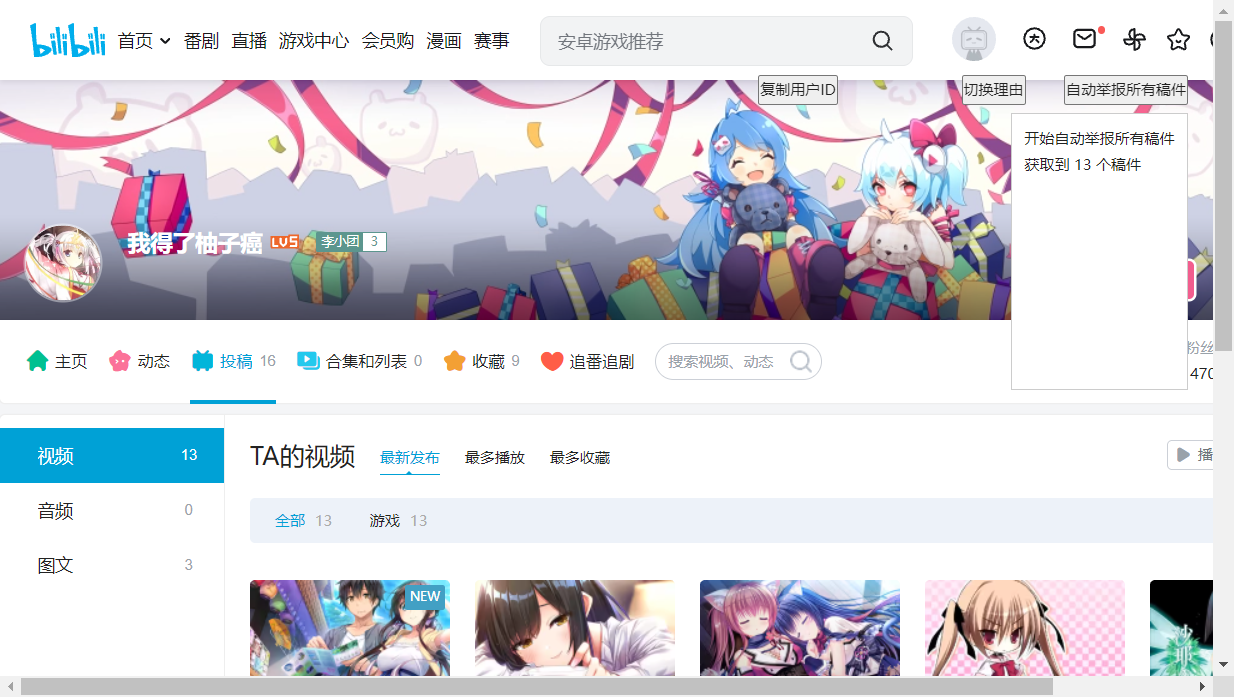 bilibili 首页 番剧 直播 游戏中心 会员购 漫画 赛事
安卓游戏推荐
复制用户ID 切换理由 自动举报所有稿件
开始自动举报所有稿件
获取到 13 个稿件
我得了柚子癌 LV5 李小团 3
主页 动态 投稿 16 合集和列表 0 收藏 9 追番追剧 搜索视频、动态
粉丝
470
视频 13
音频 0
图文 3
TA的视频 最新发布 最多播放 最多收藏
播
全部 13 游戏 13
NEW